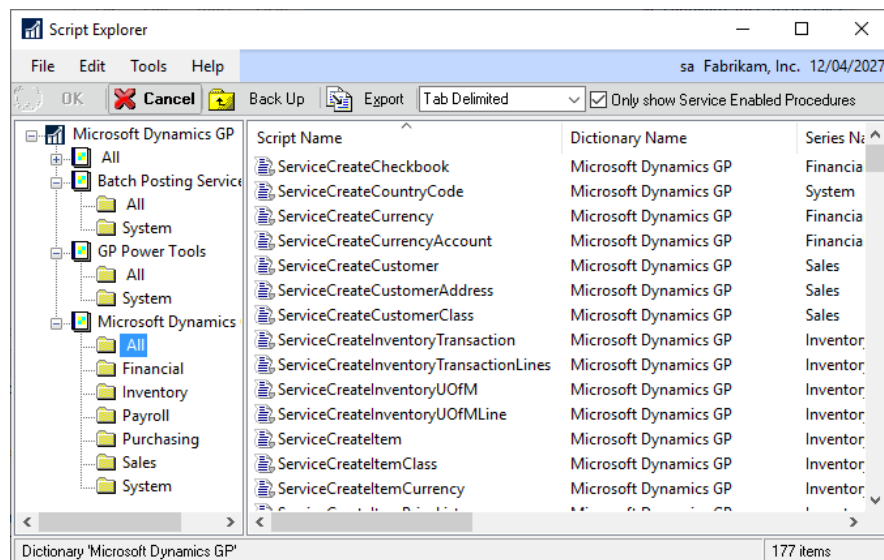 Script Explorer
File Edit Tools Help sa Fabrikam, Inc. 12/04/2027
OK Cancel Back Up Export Tab Delimited Only show Service Enabled Procedures
Microsoft Dynamics GP
All
Batch Posting Service
All
System
GP Power Tools
All
System
Microsoft Dynamics
All
Financial
Inventory
Payroll
Purchasing
Sales
System
Script Name Dictionary Name Series Na
ServiceCreateCheckbook Microsoft Dynamics GP Financia
ServiceCreateCountryCode Microsoft Dynamics GP System
ServiceCreateCurrency Microsoft Dynamics GP Financia
ServiceCreateCurrencyAccount Microsoft Dynamics GP Financia
ServiceCreateCustomer Microsoft Dynamics GP Sales
ServiceCreateCustomerAddress Microsoft Dynamics GP Sales
ServiceCreateCustomerClass Microsoft Dynamics GP Sales
ServiceCreateInventoryTransaction Microsoft Dynamics GP Inventor
ServiceCreateInventoryTransactionLines Microsoft Dynamics GP Inventor
ServiceCreateInventoryUOfM Microsoft Dynamics GP Inventor
ServiceCreateInventoryUOfMLine Microsoft Dynamics GP Inventor
ServiceCreateItem Microsoft Dynamics GP Inventor
ServiceCreateItemClass Microsoft Dynamics GP Inventor
ServiceCreateItemCurrency Microsoft Dynamics GP Inventor
Dictionary 'Microsoft Dynamics GP' 177 items